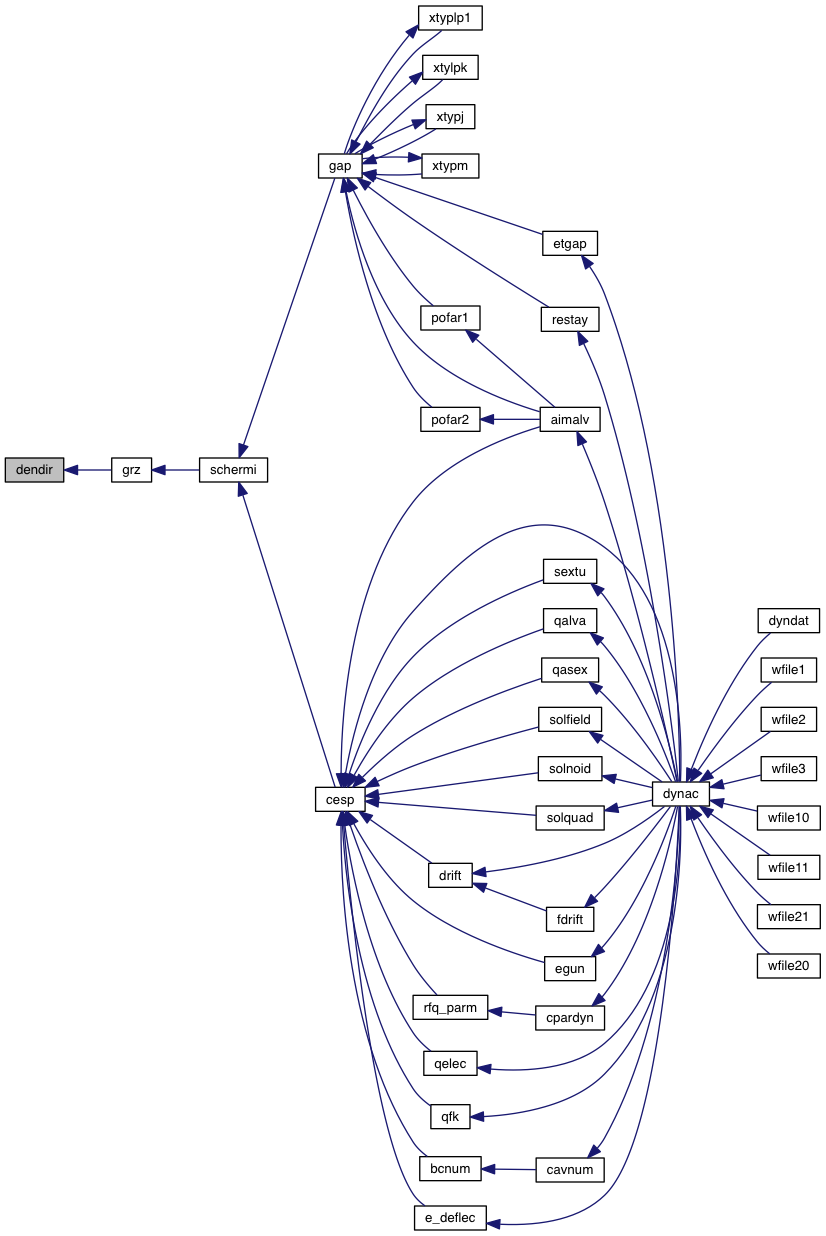 xtyplp1
xtylpk
xtypj
gap
xtypm
etgap
pofar1
restay
pofar2
aimalv
dendir
grz
schermi
sextu
qalva
dyndat
qasex
wfile1
solfield
wfile2
solnoid
wfile3
cesp
dynac
solquad
wfile10
drift
wfile11
fdrift
wfile21
egun
wfile20
rfq_parm
cpardyn
qelec
qfk
bcnum
cavnum
e_deflec